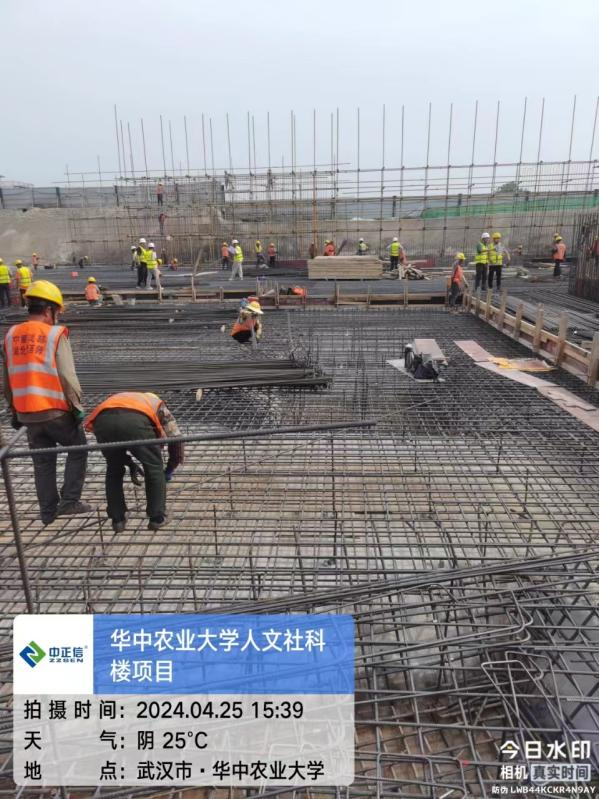 中正信®
ZZSEN
华中农业大学人文社科
楼项目
拍摄时间：2024.04.25 15:39
天 气：阴 25℃
地 点：武汉市·华中农业大学
今日水印
相机 真实时间
防伪 LWB44KCKR4N9AY